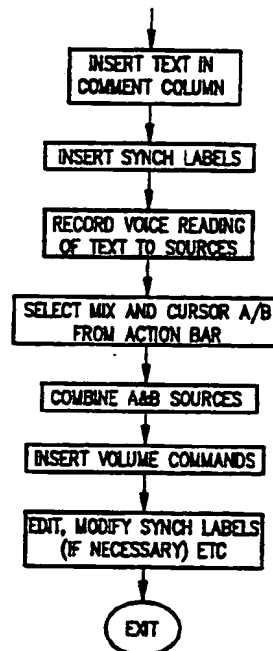 INSERT TEXT IN
COMMENT COLUMN
INSERT SYNCH LABELS
RECORD VOICE READING
OF TEXT TO SOURCES
SELECT MIX AND CURSOR A/B
FROM ACTION BAR
COMBINE A&B SOURCES
INSERT VOLUME COMMANDS
EDIT, MODIFY SYNCH LABELS
(IF NECESSARY) ETC
EXIT